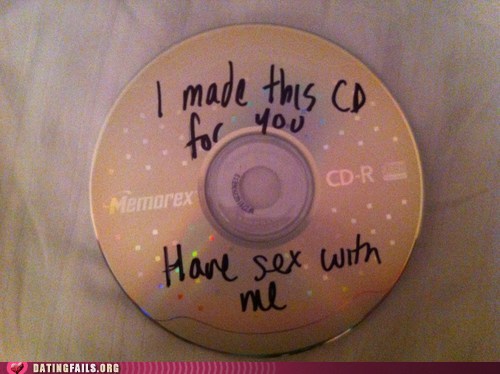 I made this CD
for you
Memorex
CD-R
Have sex with
me
DATINGFAILS.ORG